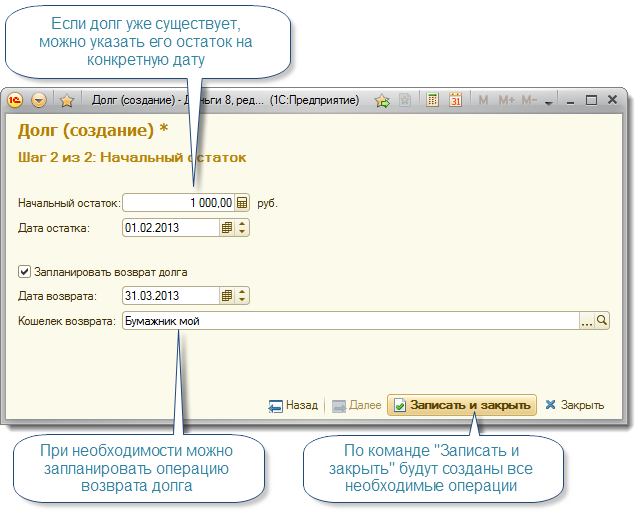 Если долг уже существует,
можно указать его остаток на
конкретную дату
1С Долг (создание) - Деньги 8, ред... (1С:Предприятие) 31 M M+ M-
Долг (создание) *
Шаг 2 из 2: Начальный остаток
Начальный остаток: 1 000,00 руб.
Дата остатка: 01.02.2013
Запланировать возврат долга
Дата возврата: 31.03.2013
Кошелек возврата: Бумажник мой ...
Назад Далее Записать и закрыть Закрыть
При необходимости можно
запланировать операцию
возврата долга
По команде "Записать и
закрыть" будут созданы все
необходимые операции